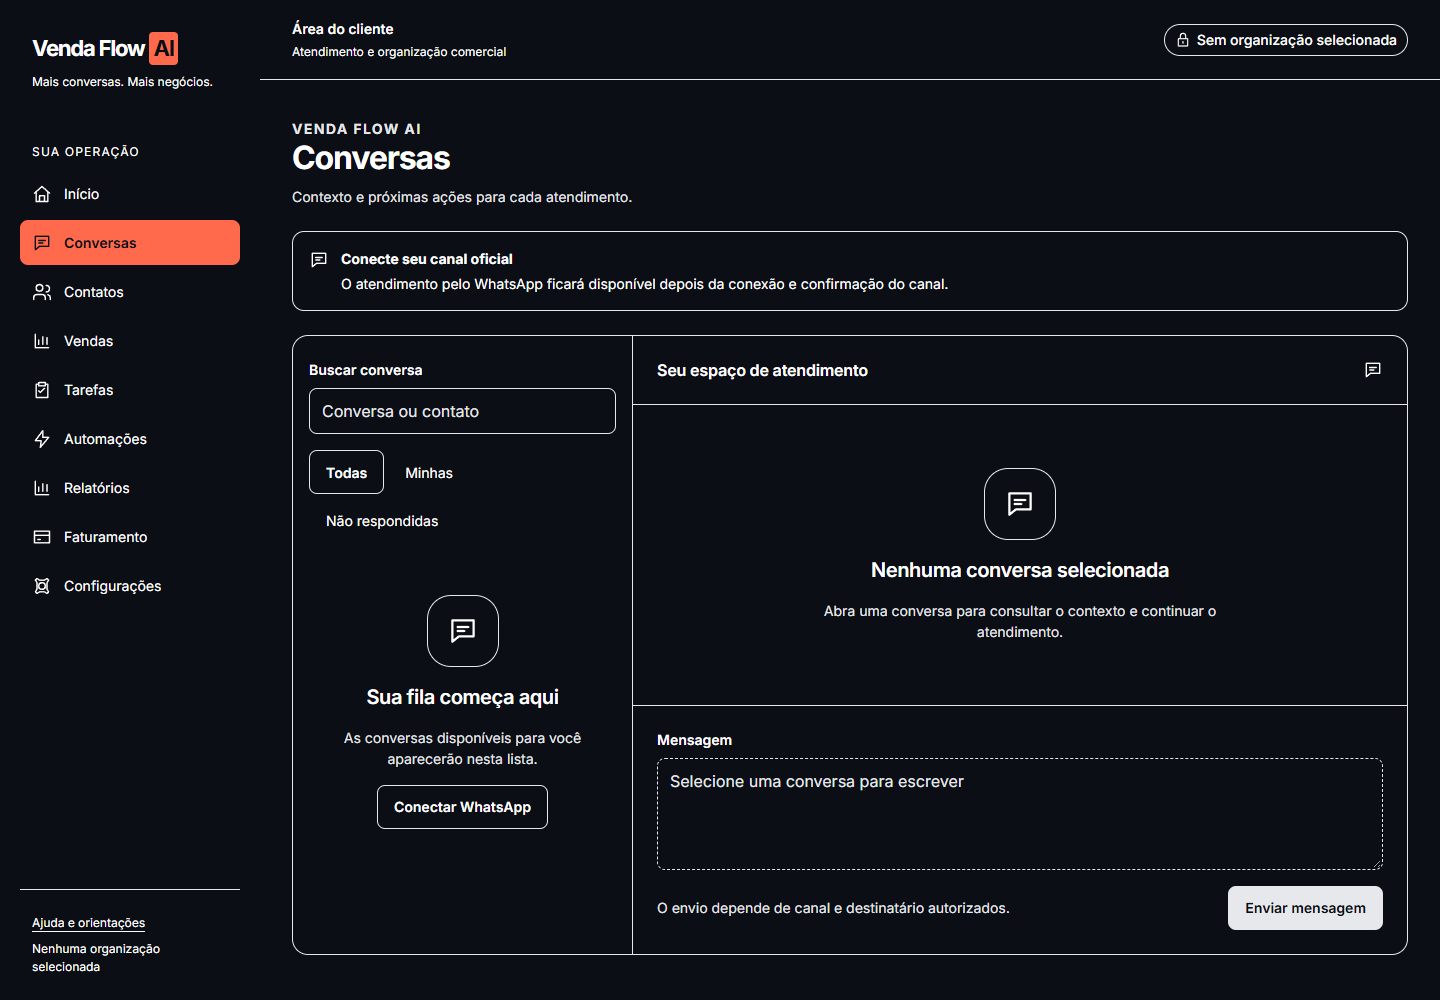 Venda Flow AI
Mais conversas. Mais negócios.
SUA OPERAÇÃO
Início
Conversas
Contatos
Vendas
Tarefas
Automações
Relatórios
Faturamento
Configurações
Ajuda e orientações
Nenhuma organização
selecionada
Área do cliente
Atendimento e organização comercial
Sem organização selecionada
VENDA FLOW AI
Conversas
Contexto e próximas ações para cada atendimento.
Conecte seu canal oficial
O atendimento pelo WhatsApp ficará disponível depois da conexão e confirmação do canal.
Buscar conversa
Conversa ou contato
Todas
Minhas
Não respondidas
Sua fila começa aqui
As conversas disponíveis para você
aparecerão nesta lista.
Conectar WhatsApp
Seu espaço de atendimento
Nenhuma conversa selecionada
Abra uma conversa para consultar o contexto e continuar o
atendimento.
Mensagem
Selecione uma conversa para escrever
O envio depende de canal e destinatário autorizados.
Enviar mensagem